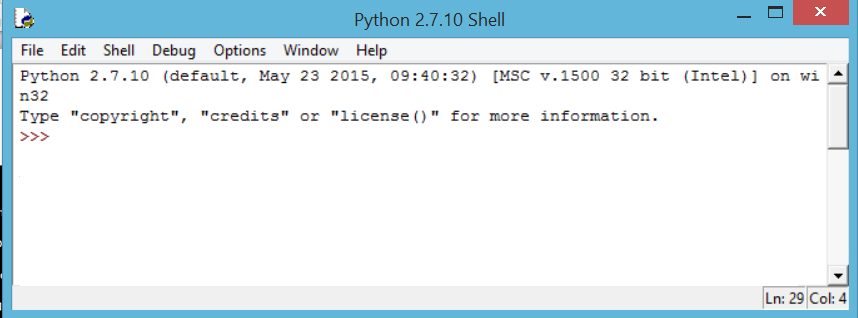 Python 2.7.10 Shell
File Edit Shell Debug Options Window Help
Python 2.7.10 (default, May 23 2015, 09:40:32) [MSC v.1500 32 bit (Intel)] on wi
n32
Type "copyright", "credits" or "license()" for more information.
>>>
Ln: 29 Col: 4